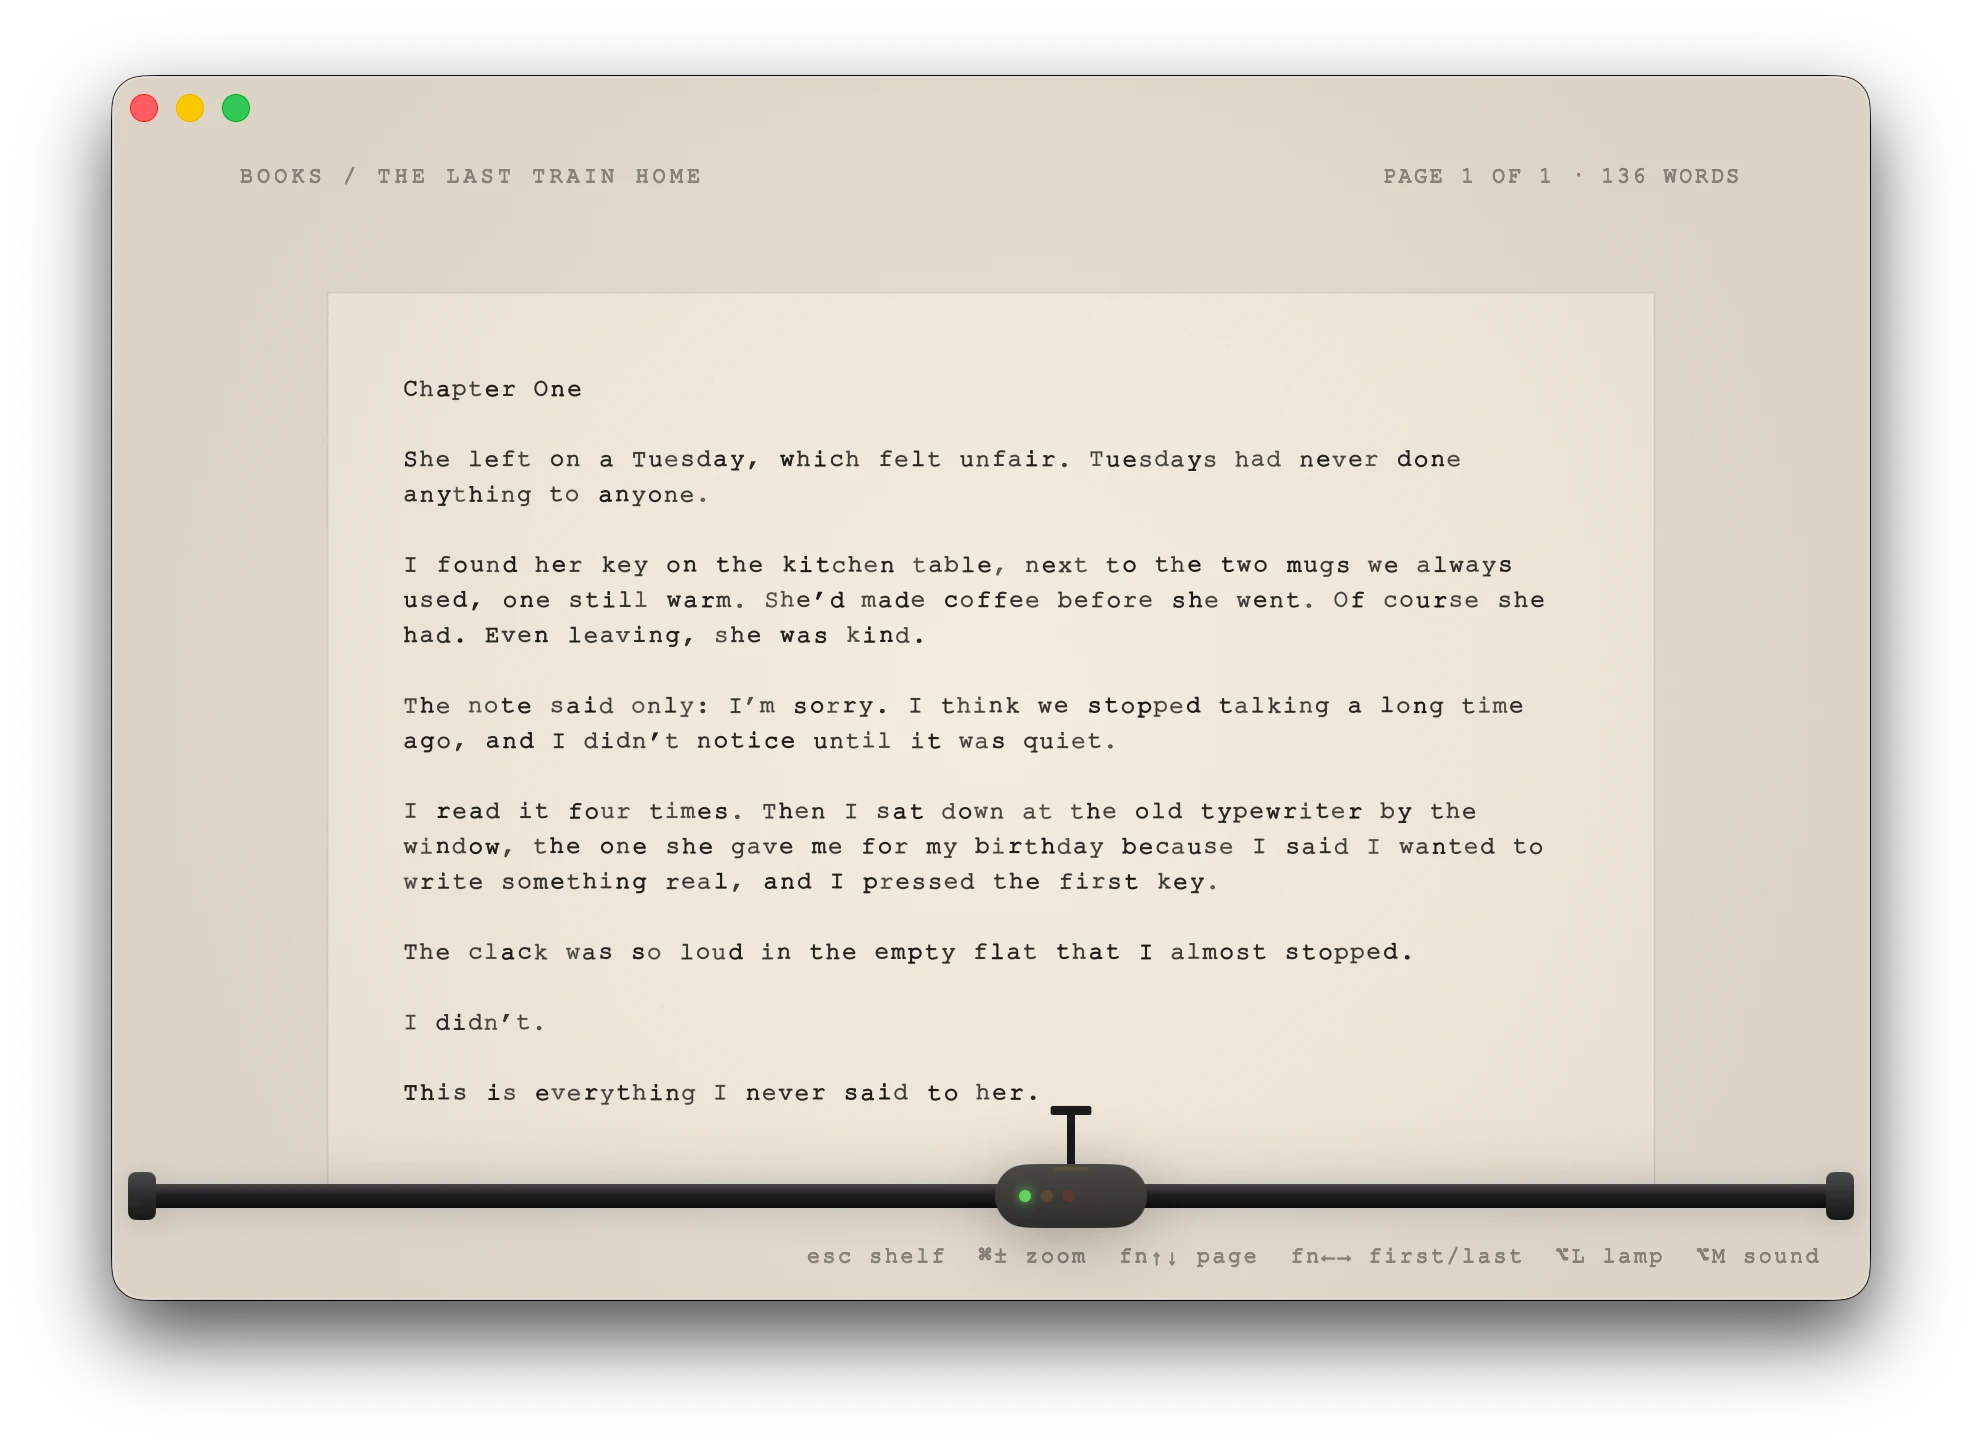 BOOKS / THE LAST TRAIN HOME
PAGE 1 OF 1 · 136 WORDS
Chapter One
She left on a Tuesday, which felt unfair. Tuesdays had never done
anything to anyone.
I found her key on the kitchen table, next to the two mugs we always
used, one still warm. She’d made coffee before she went. Of course she
had. Even leaving, she was kind.
The note said only: I’m sorry. I think we stopped talking a long time
ago, and I didn’t notice until it was quiet.
I read it four times. Then I sat down at the old typewriter by the
window, the one she gave me for my birthday because I said I wanted to
write something real, and I pressed the first key.
The clack was so loud in the empty flat that I almost stopped.
I didn’t.
This is everything I never said to her.
esc shelf ⌘± zoom fn↑↓ page fn←→ first/last ⌥L lamp ⌥M sound